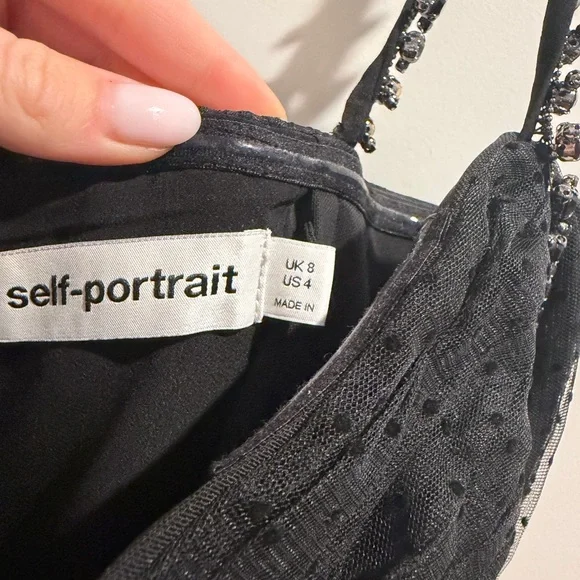 self-portrait
UK 8
US 4
MADE IN